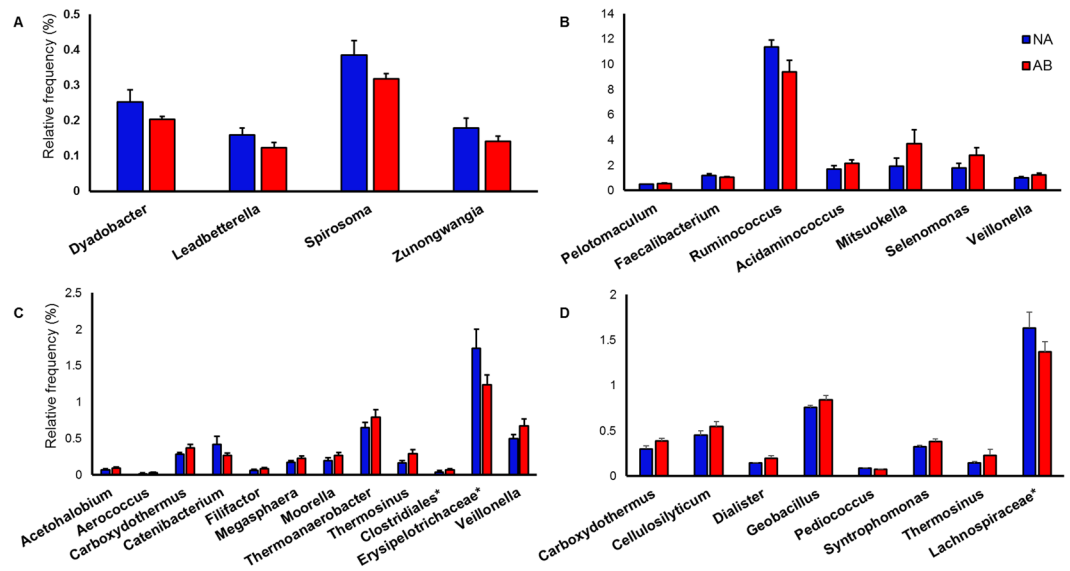 A
Relative frequency (%)
0.5
0.4
0.3
0.2
0.1
0
Dyadobacter
Leadbetterella
Spirosoma
Zunongwangia
B
14
12
10
8
6
4
2
0
NA
AB
Pelotomaculum
Faecalibacterium
Ruminococcus
Acidaminococcus
Mitsuokella
Selenomonas
Veillonella
C
Relative frequency (%)
2.5
2
1.5
1
0.5
0
Acetohalobium
Aerococcus
Carboxydothermus
Catenibacterium
Filifactor
Megasphaera
Moorella
Thermoanaerobacter
Thermosinus
Clostridiales*
Erysipelotrichaceae*
Veillonella
D
2
1.5
1
0.5
0
Carboxydothermus
Cellulosilyticum
Dialister
Geobacillus
Pediococcus
Syntrophomonas
Thermosinus
Lachnospiraceae*